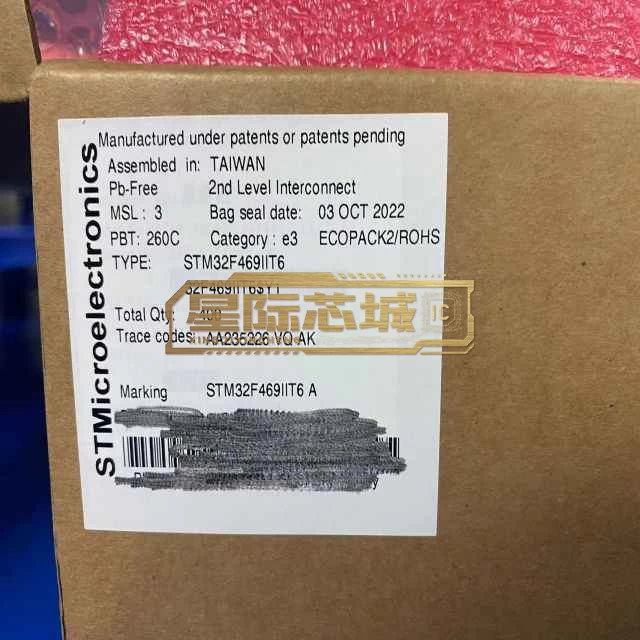 STMicroelectronics
Manufactured under patents or patents pending
Assembled in: TAIWAN
Pb-Free 2nd Level Interconnect
MSL : 3 Bag seal date: 03 OCT 2022
PBT: 260C Category : e3 ECOPACK2/ROHS
TYPE: STM32F469IIT6
32F469IIT6$Y1
星际芯城 IC
Total Qty:
Trace codes: AA235226 VQ AK
Marking STM32F469IIT6 A